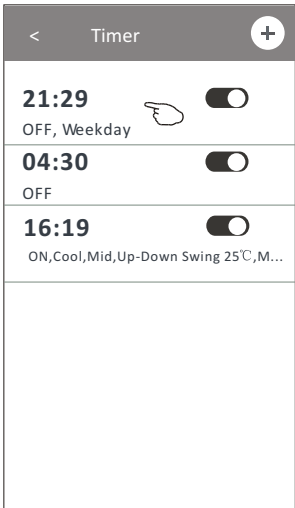 < Timer +
21:29
OFF, Weekday
04:30
OFF
16:19
ON,Cool,Mid,Up-Down Swing 25℃,M...